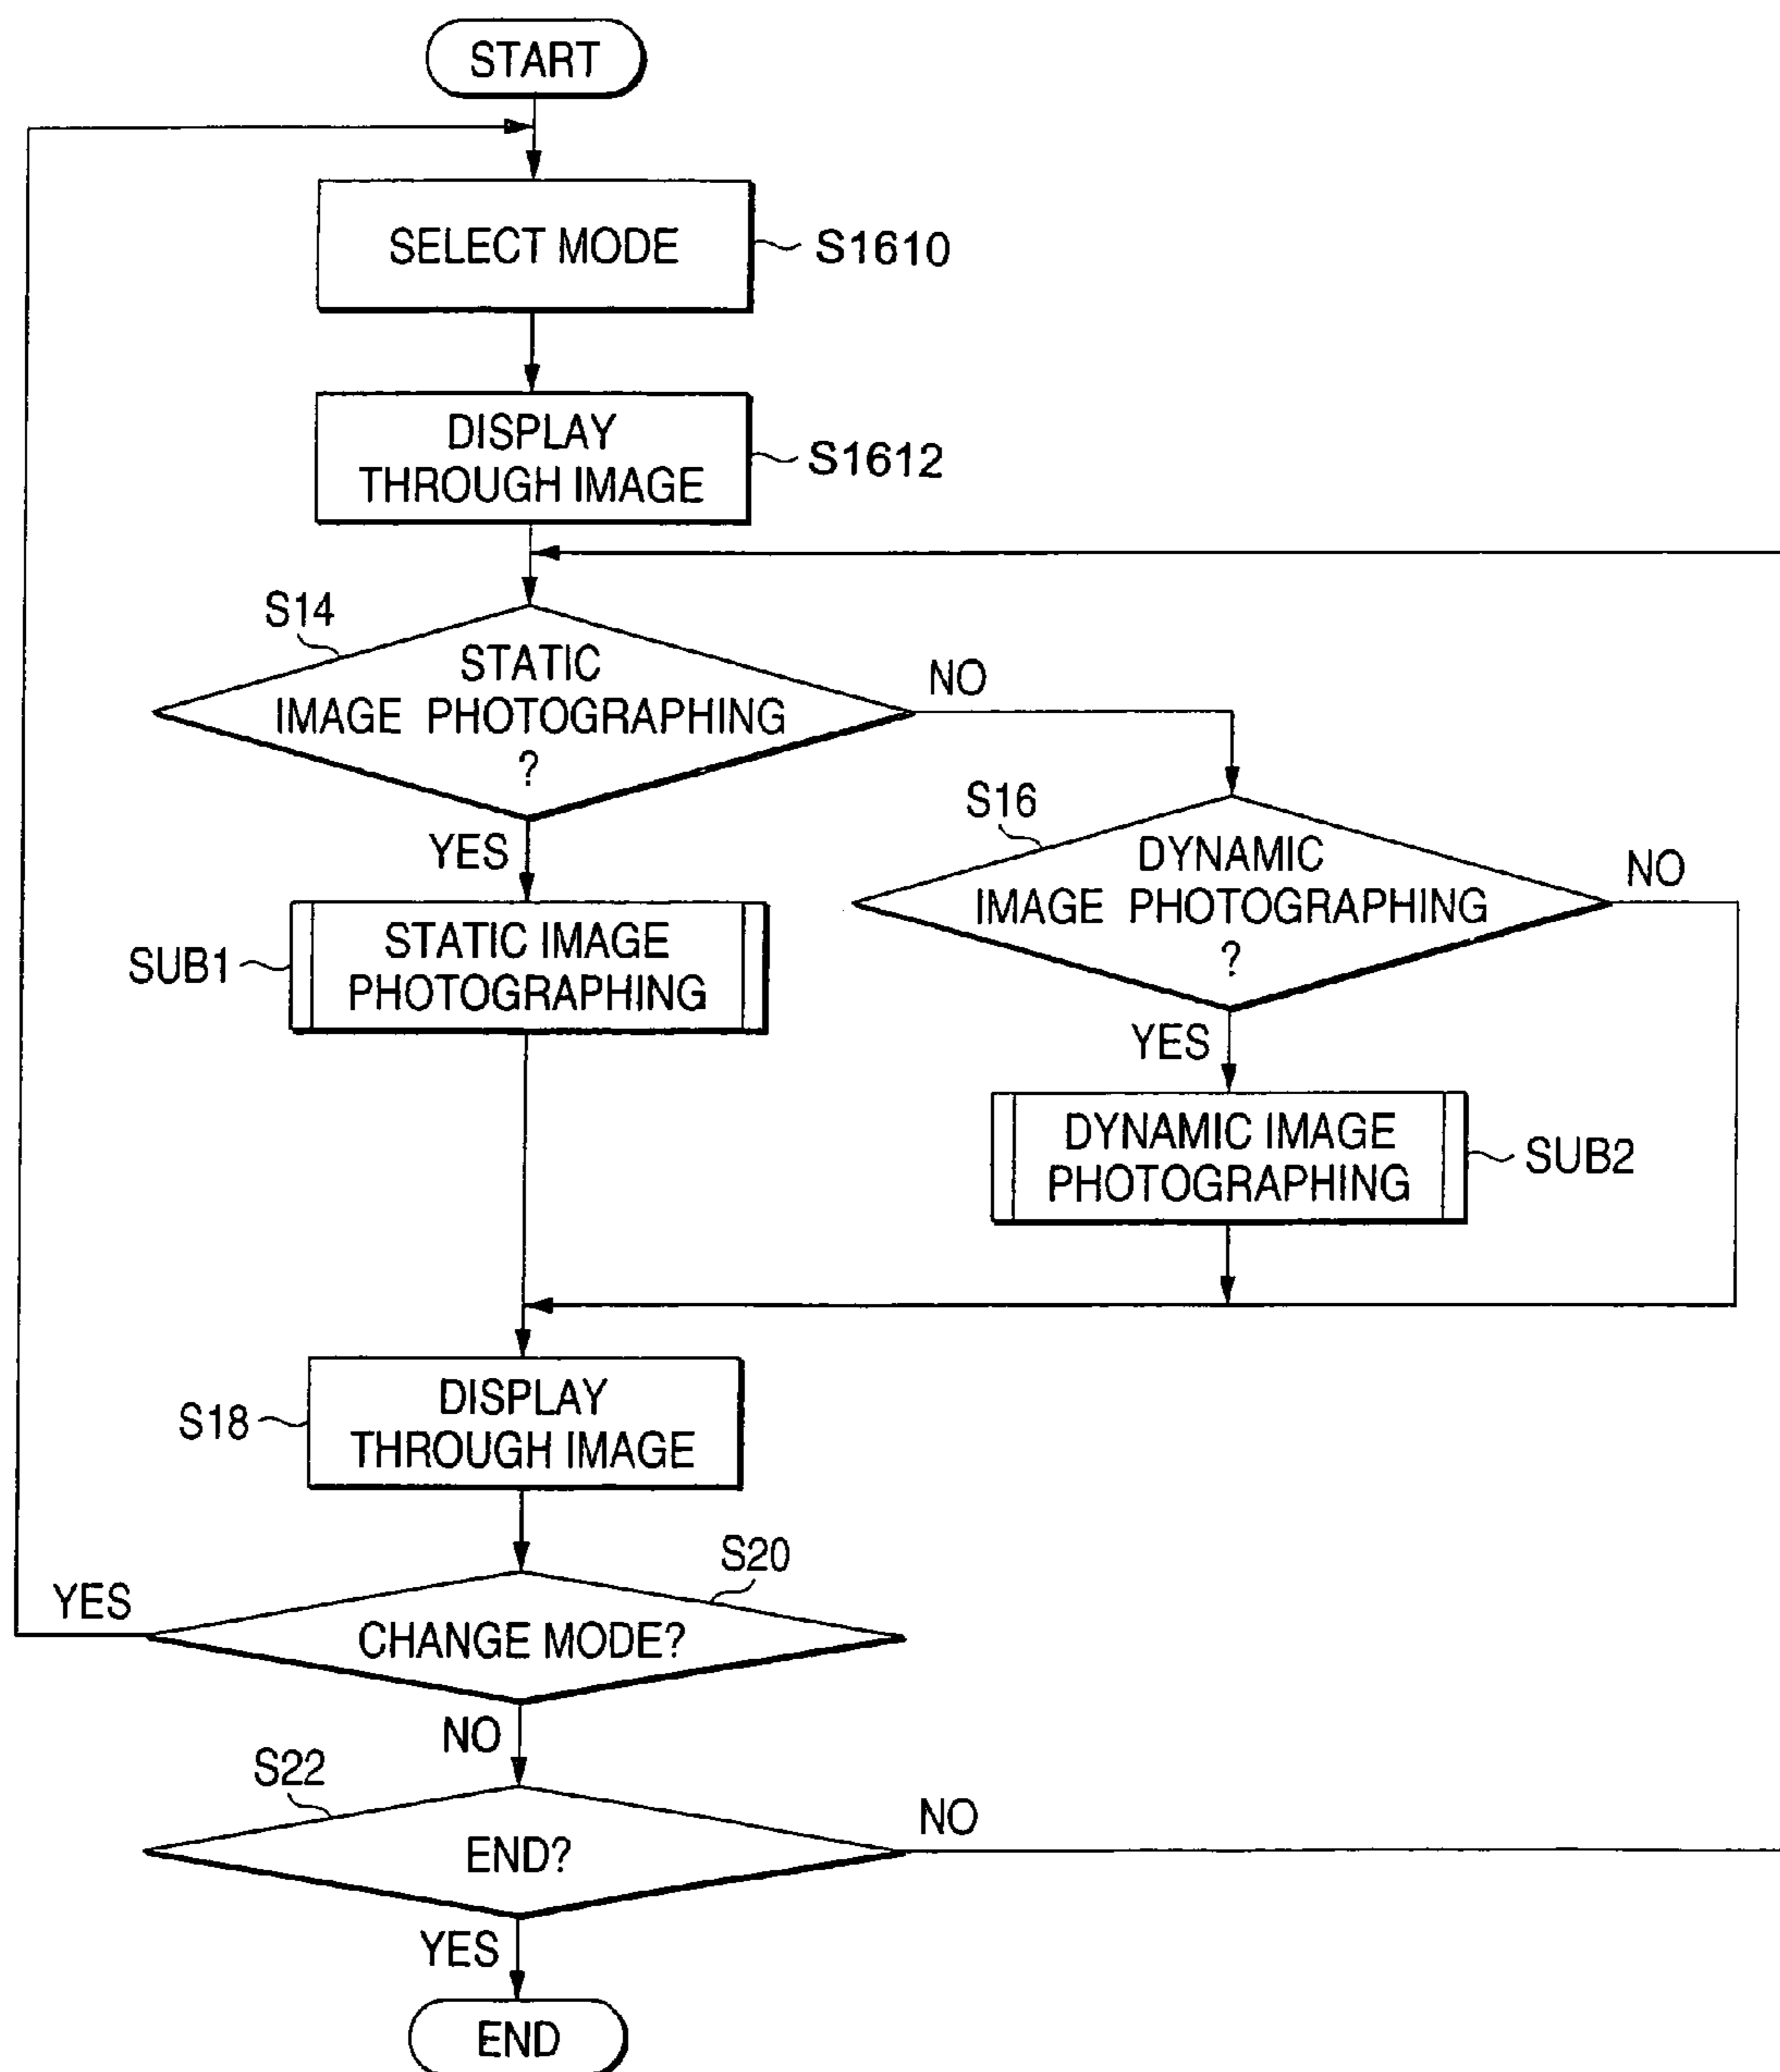 START
SELECT MODE
S1610
DISPLAY
THROUGH IMAGE
S1612
S14
STATIC
IMAGE PHOTOGRAPHING
?
NO
YES
S16
DYNAMIC
IMAGE PHOTOGRAPHING
?
NO
YES
SUB1
STATIC IMAGE
PHOTOGRAPHING
DYNAMIC IMAGE
PHOTOGRAPHING
SUB2
S18
DISPLAY
THROUGH IMAGE
S20
YES
CHANGE MODE?
NO
S22
END?
NO
YES
END